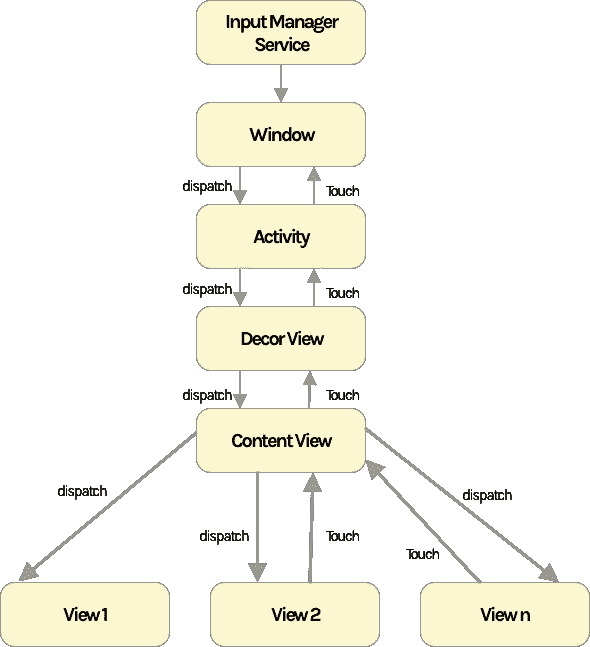 Input Manager
Service
Window
dispatch
Touch
Activity
dispatch
Touch
Decor View
dispatch
Touch
Content View
dispatch
dispatch
dispatch
Touch
Touch
View 1
View 2
View n